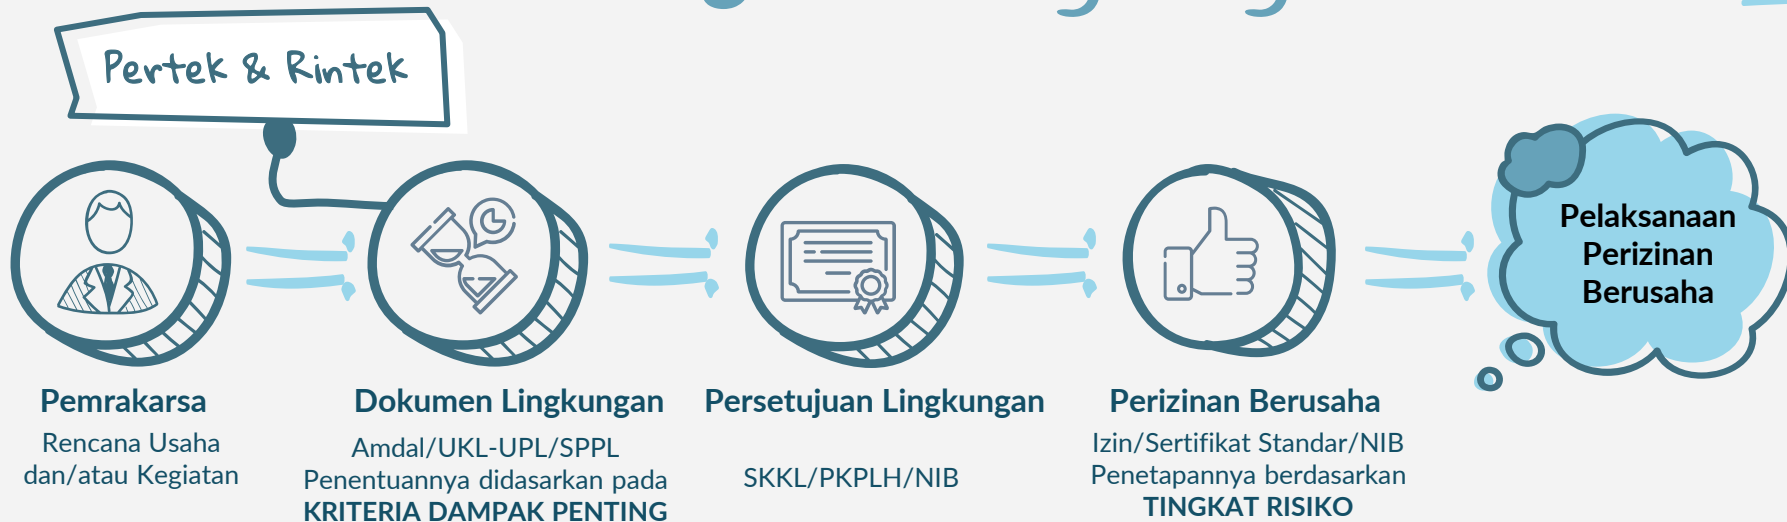 Pertek & Rintek
Pemrakarsa
Rencana Usaha
dan/atau Kegiatan
Dokumen Lingkungan
Amdal/UKL-UPL/SPPL
Penentuannya didasarkan pada
KRITERIA DAMPAK PENTING
Persetujuan Lingkungan
SKKL/PKPLH/NIB
Perizinan Berusaha
Izin/Sertifikat Standar/NIB
Penetapannya berdasarkan
TINGKAT RISIKO
Pelaksanaan
Perizinan
Berusaha